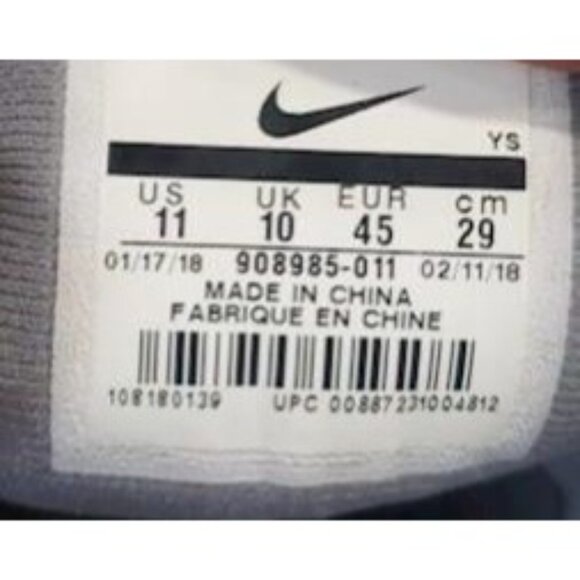 YS
US UK EUR cm
11 10 45 29
01/17/18 908985-011 02/11/18
MADE IN CHINA
FABRIQUE EN CHINE
108180139 UPC 00887231004812